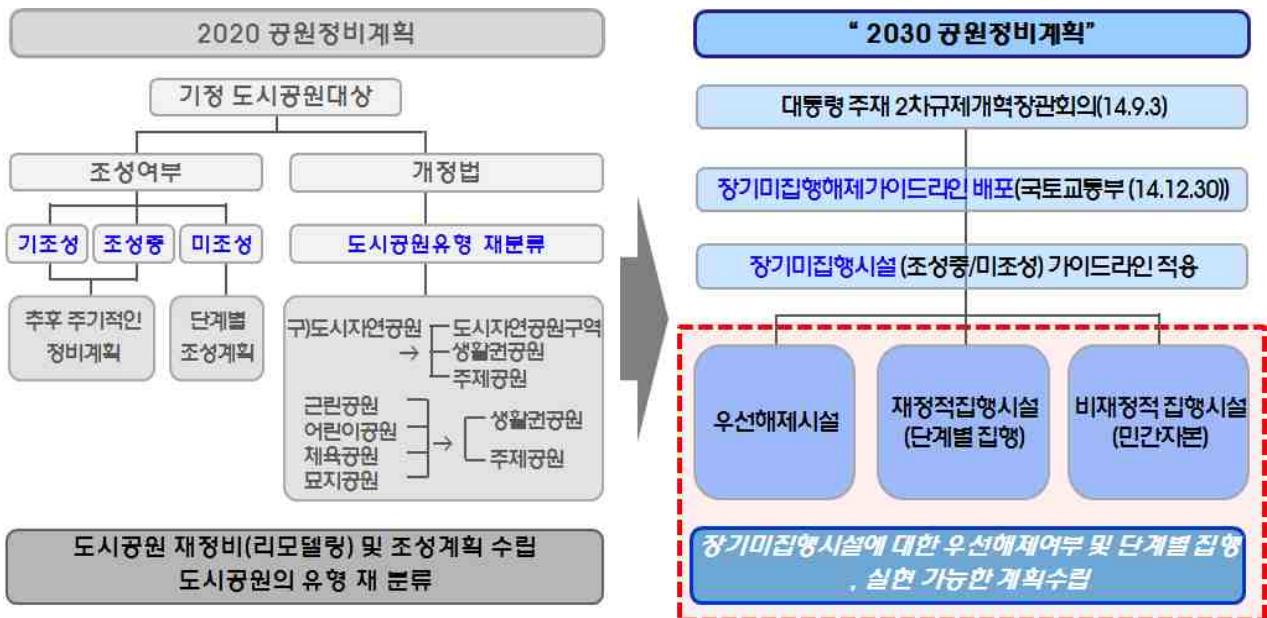 2020 공원정비계획
기정 도시공원대상
조성여부
개정법
기조성
조성중
미조성
도시공원유형 재분류
추후 주기적인
정비계획
단계별
조성계획
구)도시자연공원
→
도시자연공원구역
생활권공원
주제공원
근린공원
어린이공원
체육공원
묘지공원
→
생활권공원
주제공원
도시공원 재정비(리모델링) 및 조성계획 수립
도시공원의 유형 재 분류
“ 2030 공원정비계획”
대통령 주재 2차규제개혁장관회의(14.9.3)
장기미집행해제가이드라인 배포(국토교통부 (14.12.30))
장기미집행시설 (조성중/미조성) 가이드라인 적용
우선해제시설
재정적집행시설
(단계별 집행)
비재정적 집행시설
(민간자본)
장기미집행시설에 대한 우선해제여부 및 단계별 집행
, 실현 가능한 계획수립